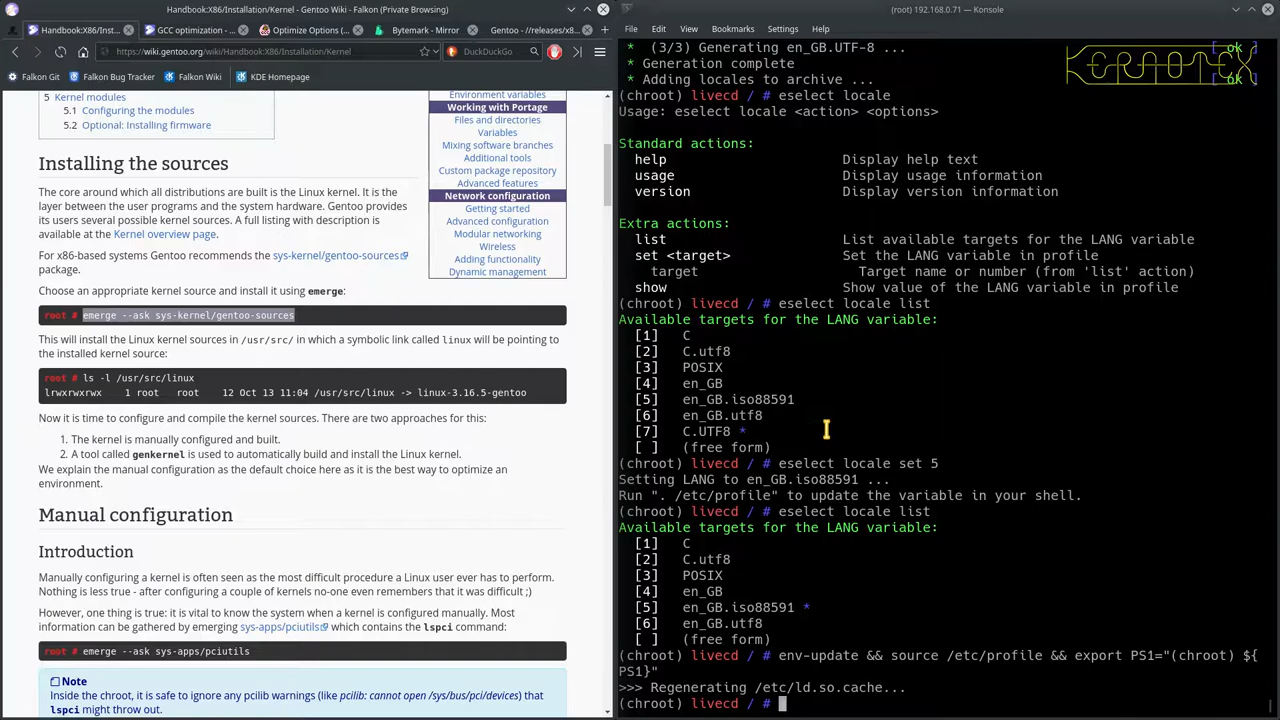 Handbook:X86/Installation/Kernel - Gentoo Wiki - Falkon (Private Browsing)
Handbook:X86/Inst...
GCC optimization - ...
Optimize Options (...
Bytemark - Mirror
Gentoo - /releases/x8...
https://wiki.gentoo.org/wiki/Handbook:X86/Installation/Kernel
DuckDuckGo
Falkon Git
Falkon Bug Tracker
Falkon Wiki
KDE Homepage
5 Kernel modules
5.1 Configuring the modules
5.2 Optional: Installing firmware
Environment variables
Working with Portage
Files and directories
Variables
Mixing software branches
Additional tools
Custom package repository
Advanced features
Network configuration
Getting started
Advanced configuration
Modular networking
Wireless
Adding functionality
Dynamic management
Installing the sources
The core around which all distributions are built is the Linux kernel. It is the
layer between the user programs and the system hardware. Gentoo provides
its users several possible kernel sources. A full listing with description is
available at the Kernel overview page.
For x86-based systems Gentoo recommends the sys-kernel/gentoo-sources
package.
Choose an appropriate kernel source and install it using emerge:
root # emerge --ask sys-kernel/gentoo-sources
This will install the Linux kernel sources in /usr/src/ in which a symbolic link called linux will be pointing
to the installed kernel source:
root # ls -l /usr/src/linux
lrwxrwxrwx 1 root root 12 Oct 13 11:04 /usr/src/linux -> linux-3.16.5-gentoo
Now it is time to configure and compile the kernel sources. There are two approaches for this:
1. The kernel is manually configured and built.
2. A tool called genkernel is used to automatically build and install the Linux kernel.
We explain the manual configuration as the default choice here as it is the best way to optimize an
environment.
Manual configuration
Introduction
Manually configuring a kernel is often seen as the most difficult procedure a Linux user ever has to perform.
Nothing is less true - after configuring a couple of kernels no-one even remembers that it was difficult ;)
However, one thing is true: it is vital to know the system when a kernel is configured manually. Most
information can be gathered by emerging sys-apps/pciutils which contains the lspci command:
root # emerge --ask sys-apps/pciutils
Note
Inside the chroot, it is safe to ignore any pcilib warnings (like pcilib: cannot open /sys/bus/pci/devices) that
lspci might throw out.
(root) 192.168.0.71 — Konsole
File Edit View Bookmarks Settings Help
* (3/3) Generating en_GB.UTF-8 ... [ ok ]
* Generation complete
* Adding locales to archive ... [ ok ]
KERAOTEX
(chroot) livecd / # eselect locale
Usage: eselect locale <action> <options>
Standard actions:
help Display help text
usage Display usage information
version Display version information
Extra actions:
list List available targets for the LANG variable
set <target> Set the LANG variable in profile
target Target name or number (from 'list' action)
show Show value of the LANG variable in profile
(chroot) livecd / # eselect locale list
Available targets for the LANG variable:
[1] C
[2] C.utf8
[3] POSIX
[4] en_GB
[5] en_GB.iso88591
[6] en_GB.utf8
[7] C.UTF8 *
[ ] (free form)
(chroot) livecd / # eselect locale set 5
Setting LANG to en_GB.iso88591 ...
Run ". /etc/profile" to update the variable in your shell.
(chroot) livecd / # eselect locale list
Available targets for the LANG variable:
[1] C
[2] C.utf8
[3] POSIX
[4] en_GB
[5] en_GB.iso88591 *
[6] en_GB.utf8
[ ] (free form)
(chroot) livecd / # env-update && source /etc/profile && export PS1="(chroot) ${
PS1}"
>>> Regenerating /etc/ld.so.cache...
(chroot) livecd / #